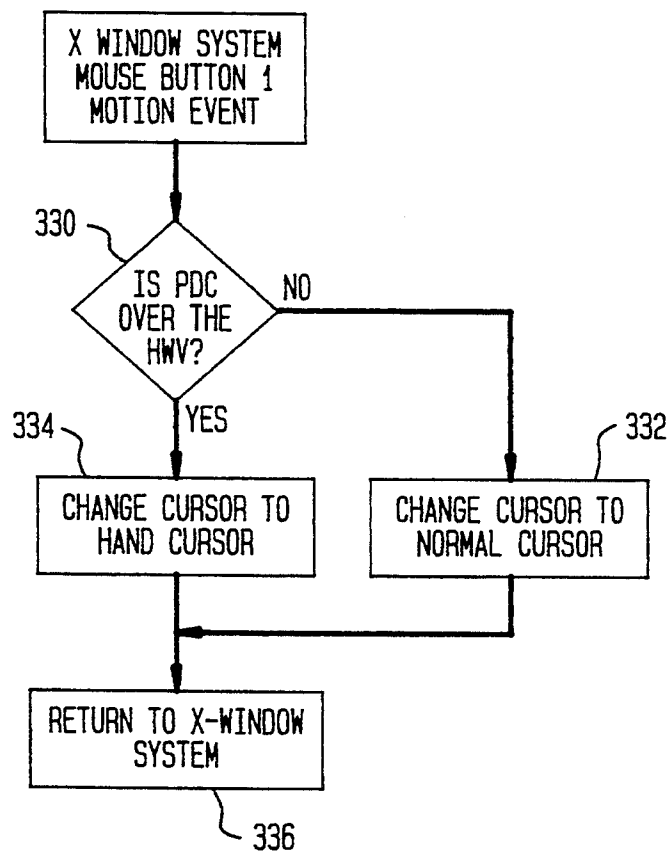 X WINDOW SYSTEM
MOUSE BUTTON 1
MOTION EVENT
330
IS PDC
OVER THE
HWV?
NO
YES
334
332
CHANGE CURSOR TO
HAND CURSOR
CHANGE CURSOR TO
NORMAL CURSOR
RETURN TO X-WINDOW
SYSTEM
336